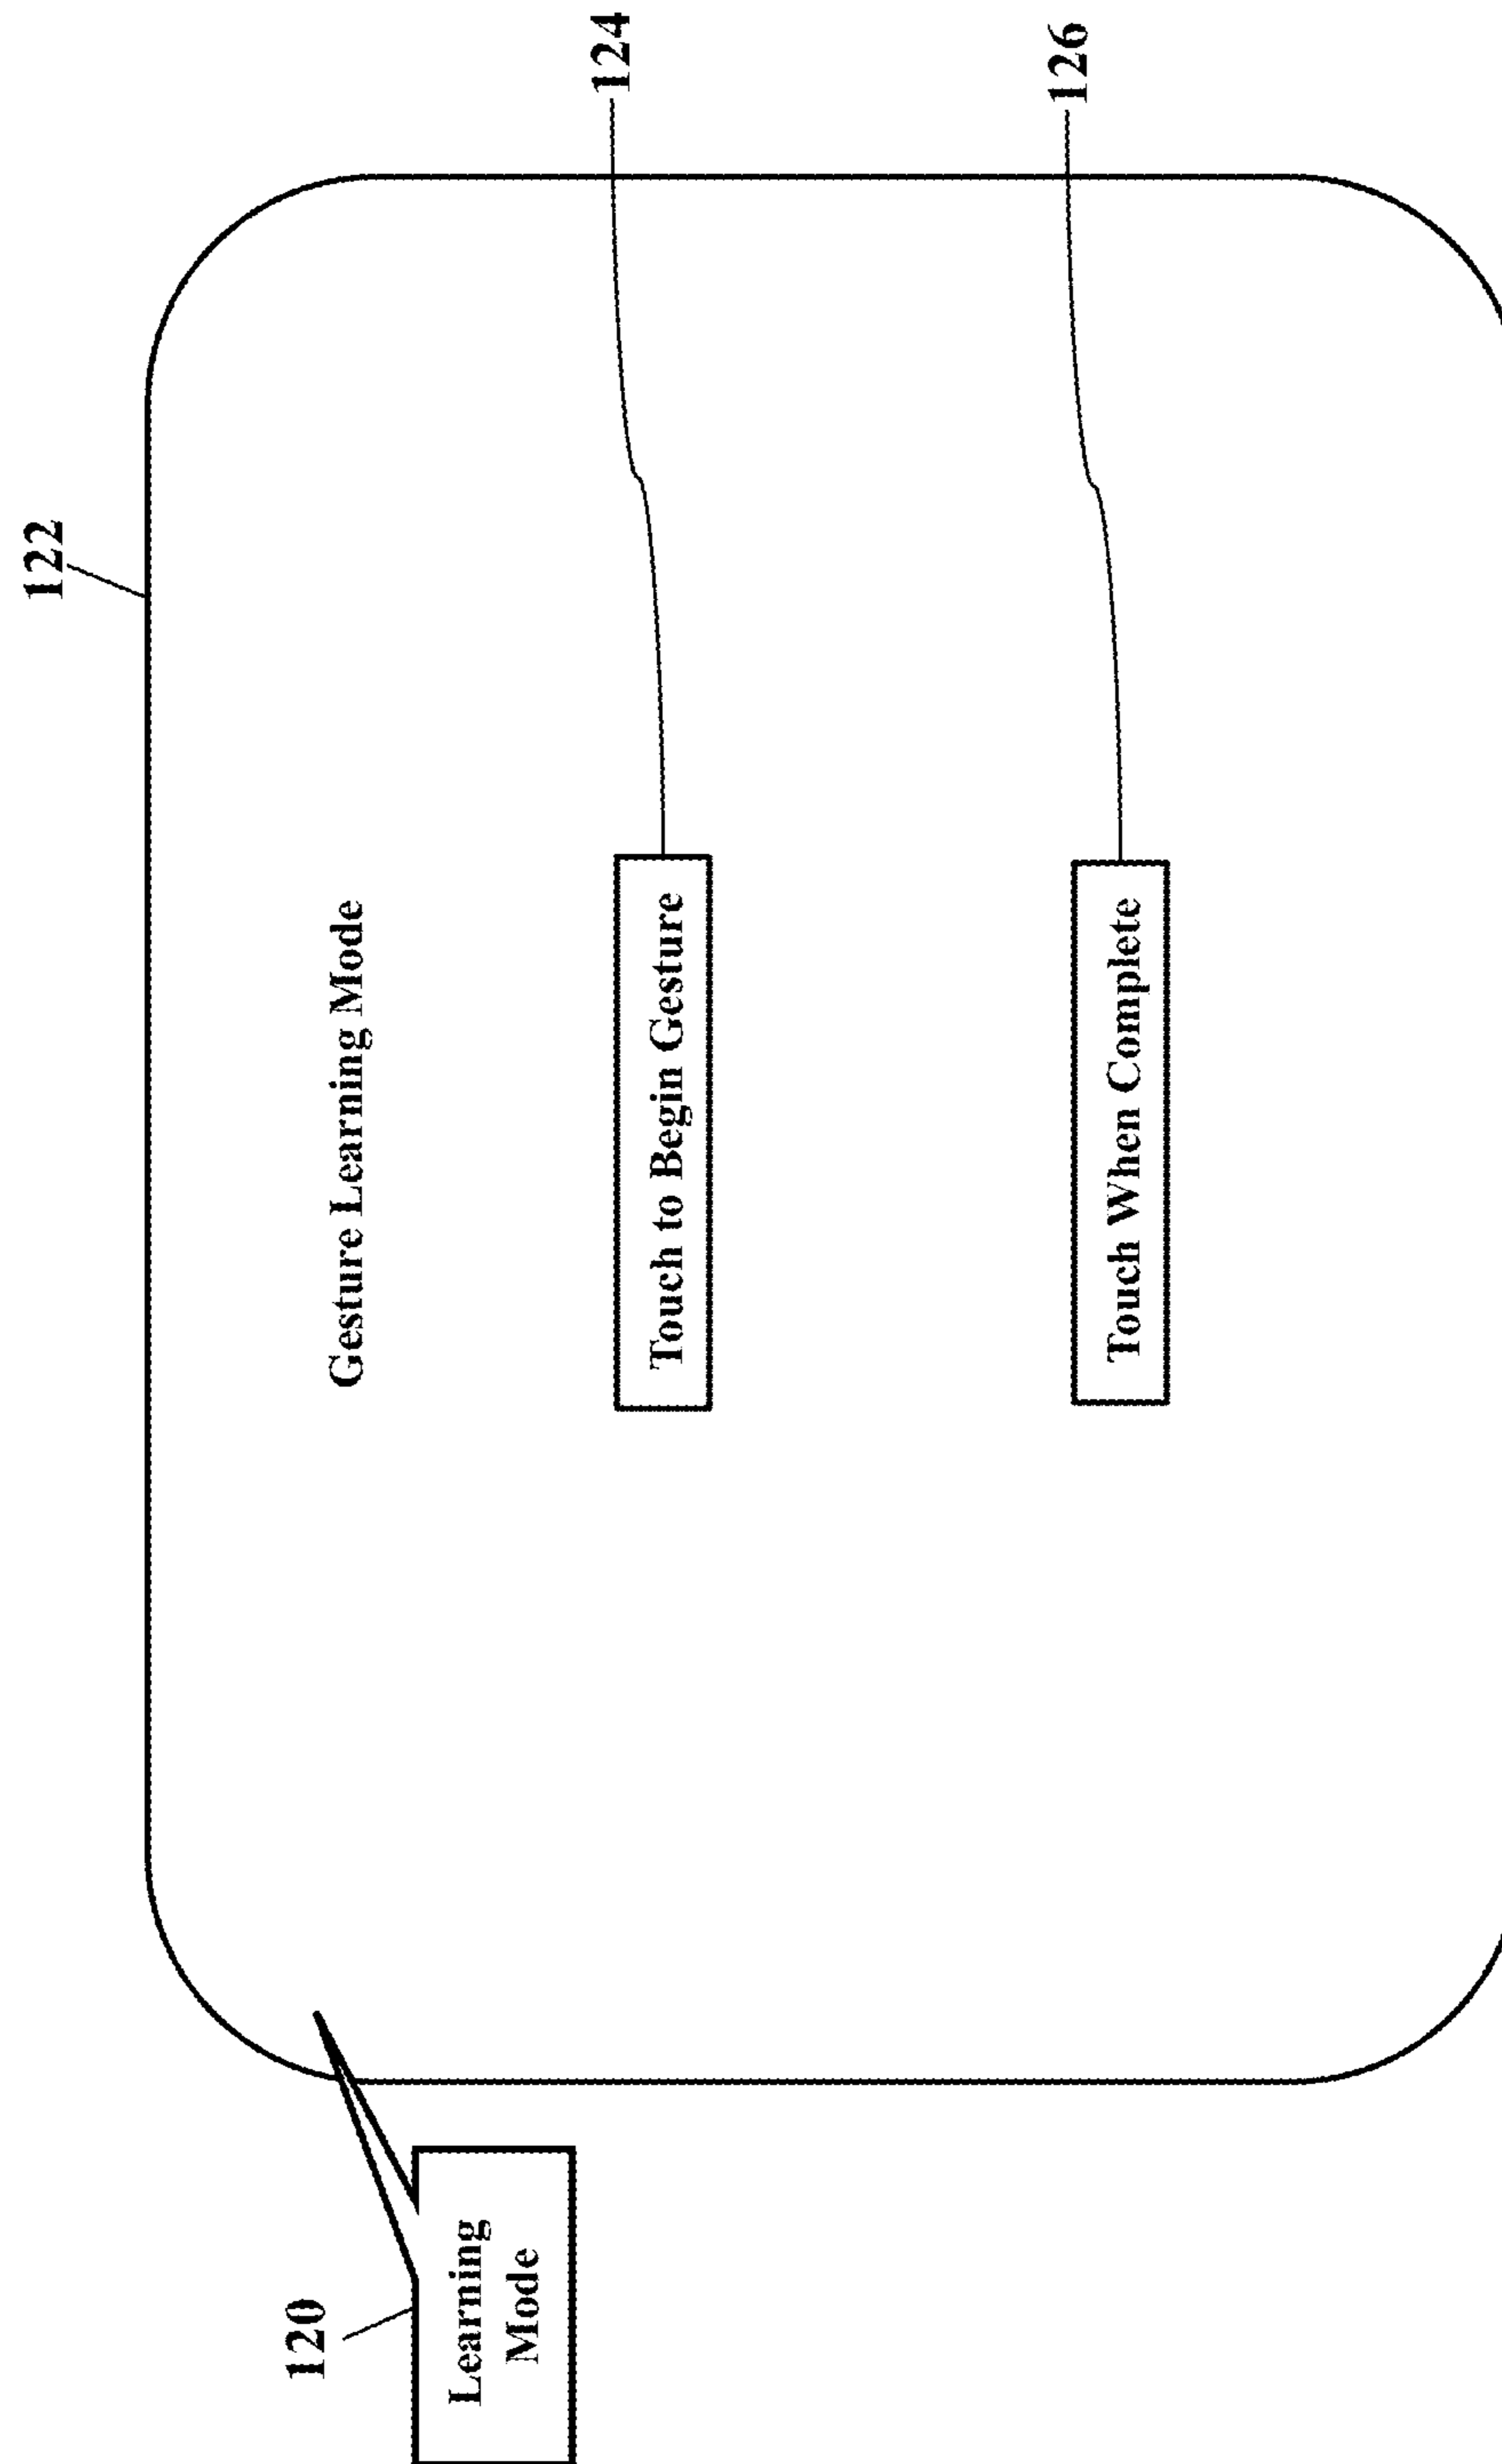 122
Gesture Learning Mode
120
Learning
Mode
Touch to Begin Gesture
124
Touch When Complete
126